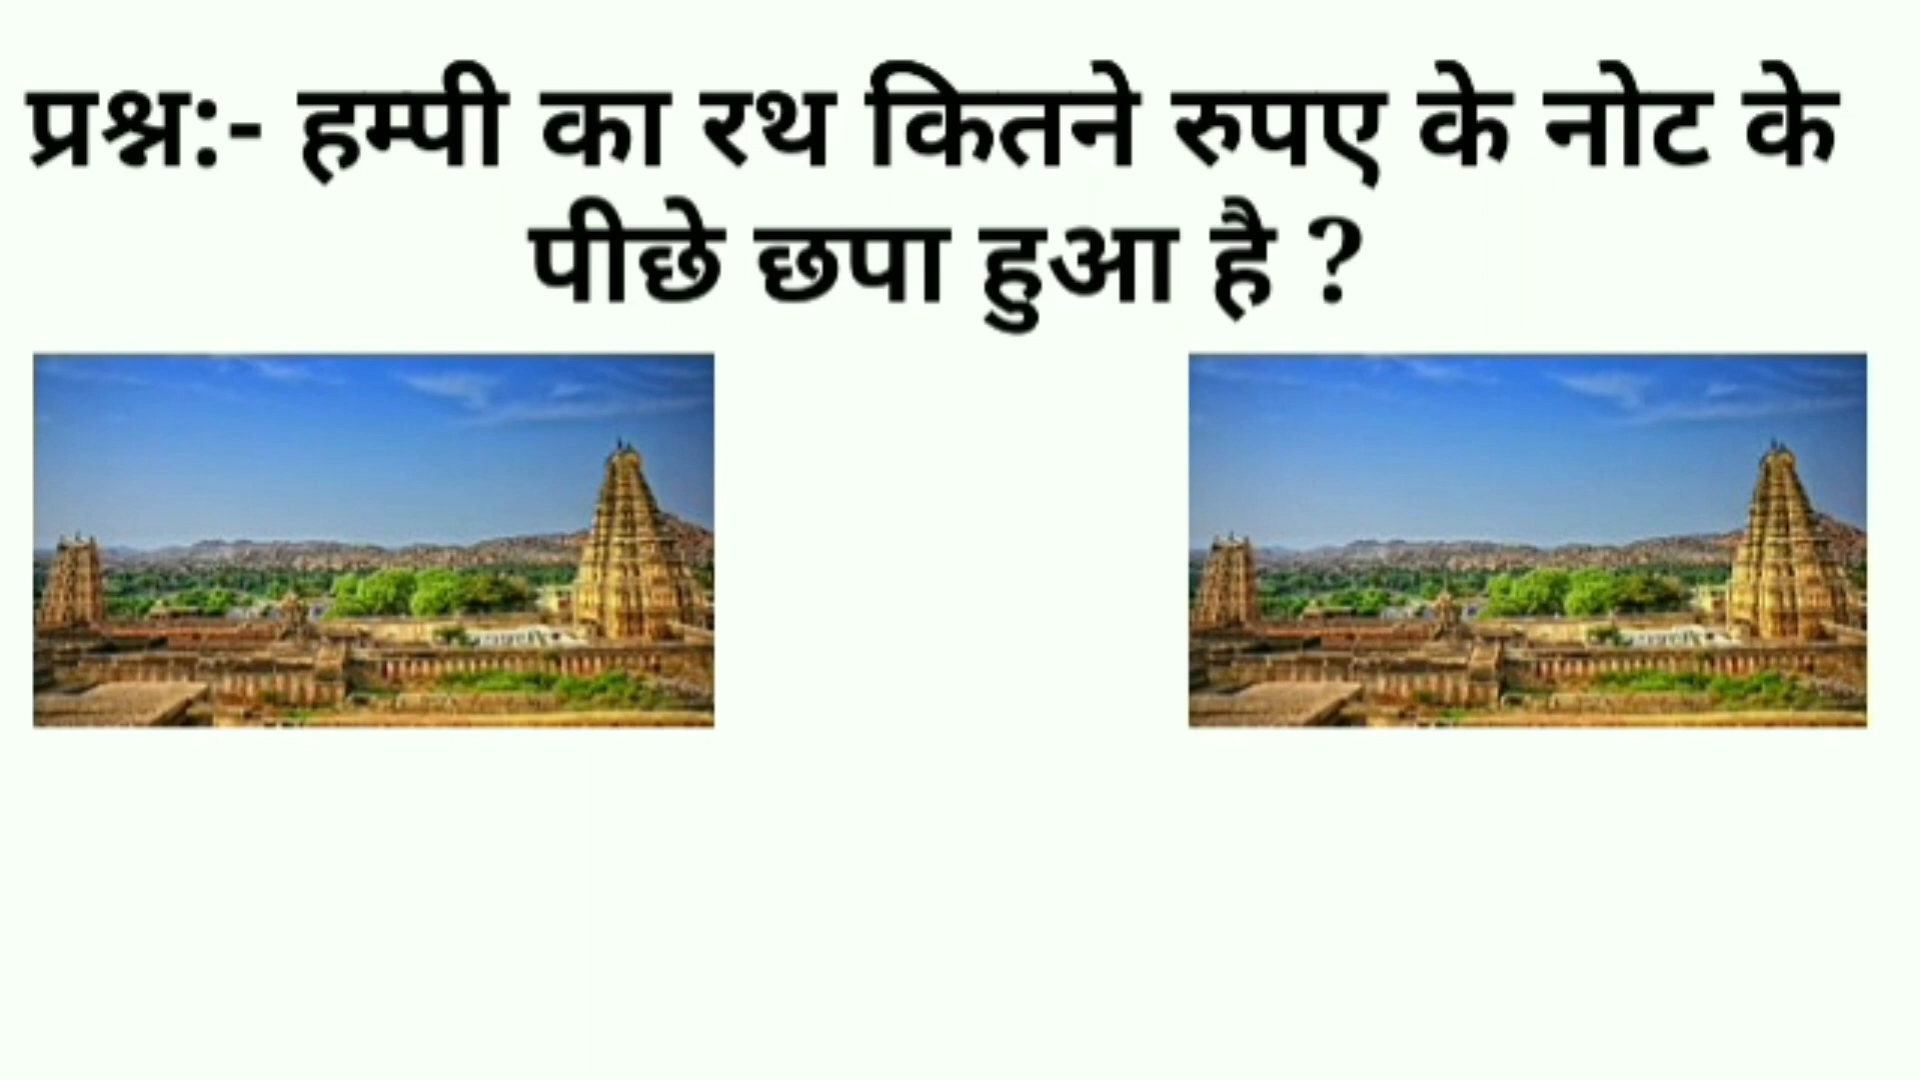 प्रश्न:- हम्पी का रथ कितने रुपए के नोट के
पीछे छपा हुआ है ?